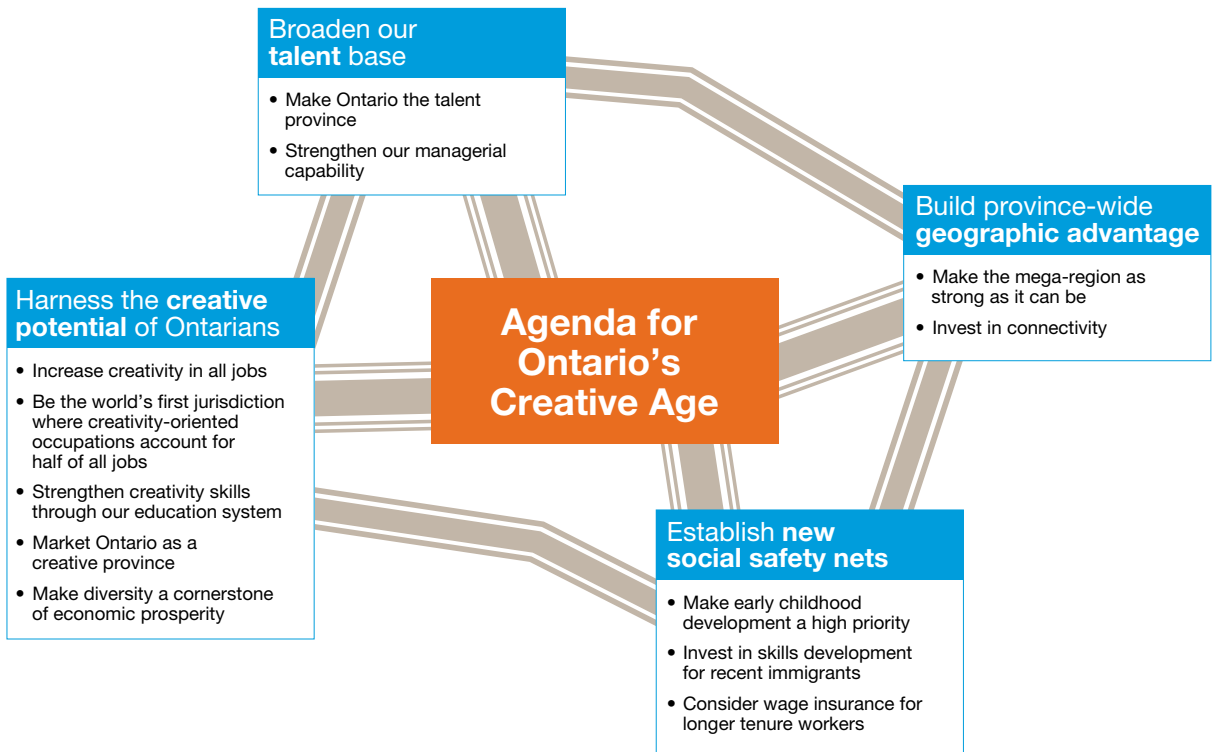 Broaden our
talent base
• Make Ontario the talent
province
• Strengthen our managerial
capability
Build province-wide
geographic advantage
• Make the mega-region as
strong as it can be
• Invest in connectivity
Harness the creative
potential of Ontarians
• Increase creativity in all jobs
• Be the world's first jurisdiction
where creativity-oriented
occupations account for
half of all jobs
• Strengthen creativity skills
through our education system
• Market Ontario as a
creative province
• Make diversity a cornerstone
of economic prosperity
Agenda for
Ontario's
Creative Age
Establish new
social safety nets
• Make early childhood
development a high priority
• Invest in skills development
for recent immigrants
• Consider wage insurance for
longer tenure workers